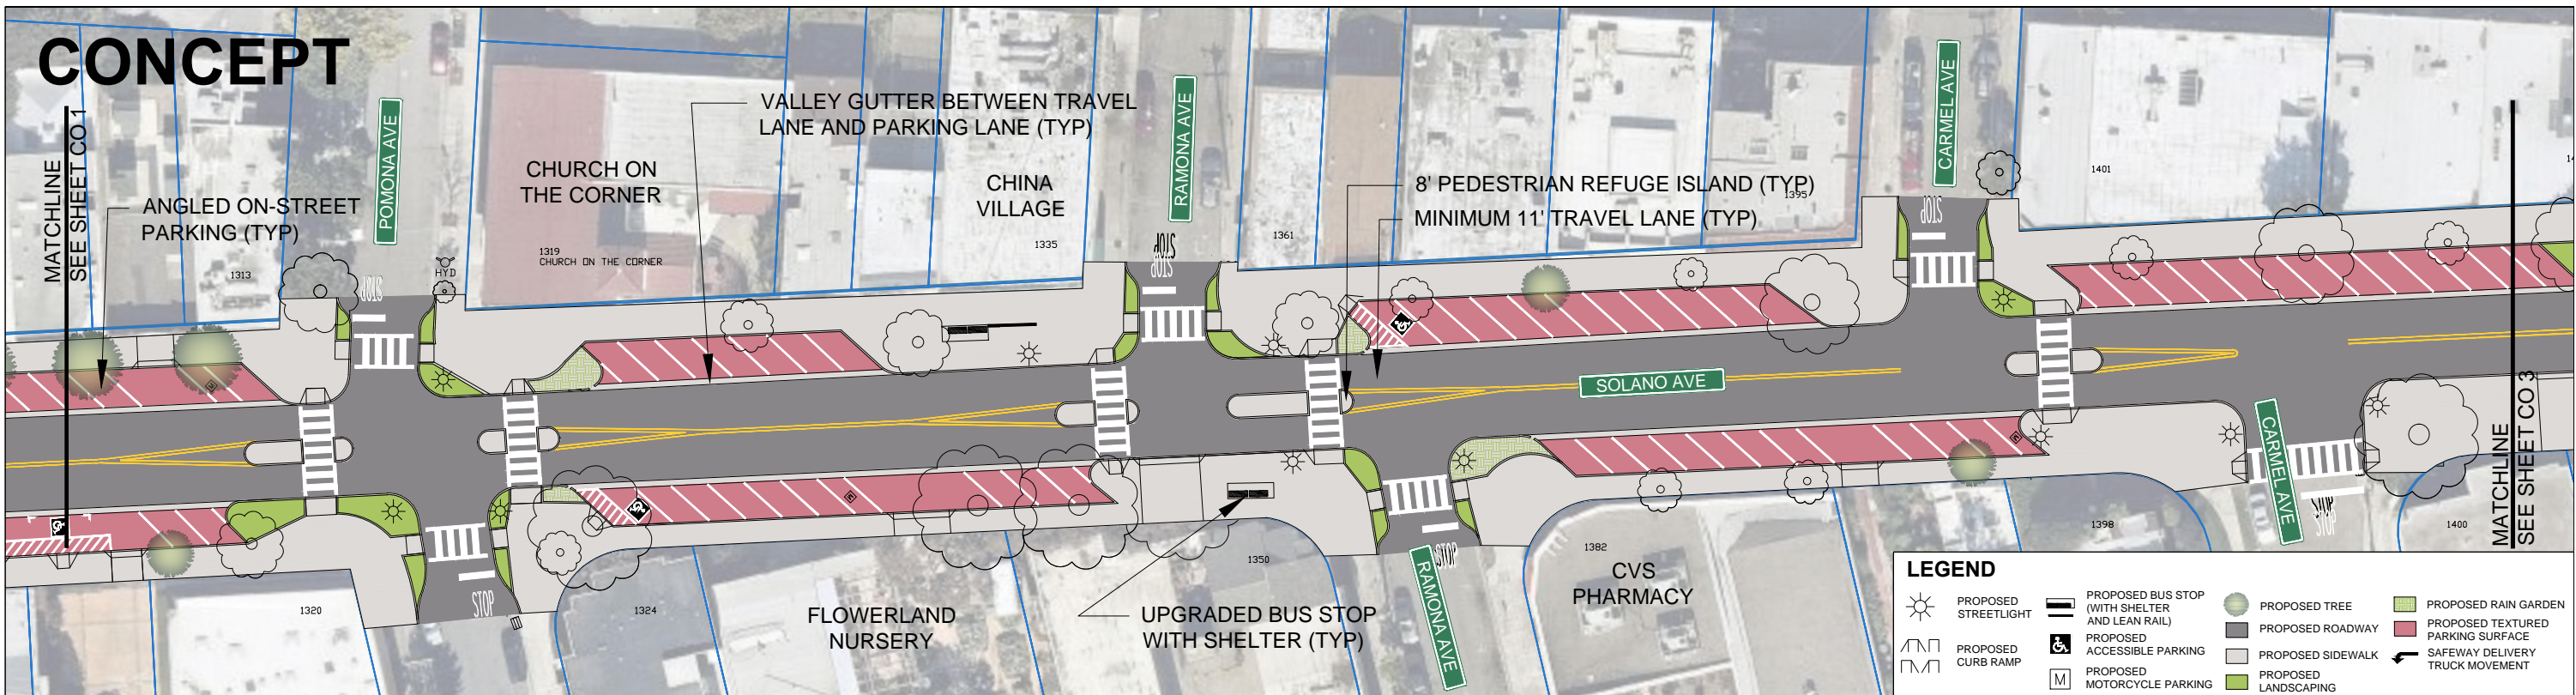 CONCEPT
MATCHLINE
SEE SHEET CO 1
ANGLED ON-STREET
PARKING (TYP)
1313
POMONA AVE
STOP
HYD
CHURCH ON
THE CORNER
1319
CHURCH ON THE CORNER
VALLEY GUTTER BETWEEN TRAVEL
LANE AND PARKING LANE (TYP)
CHINA
VILLAGE
1335
RAMONA AVE
STOP
STOP
1361
8' PEDESTRIAN REFUGE ISLAND (TYP)
1395
MINIMUM 11' TRAVEL LANE (TYP)
CARMEL AVE
STOP
1401
SOLANO AVE
MATCHLINE
SEE SHEET CO 3
M
M
M
1320
STOP
1324
FLOWERLAND
NURSERY
UPGRADED BUS STOP
WITH SHELTER (TYP)
1350
RAMONA AVE
STOP
1382
CVS
PHARMACY
1398
CARMEL AVE
STOP
STOP
1400
LEGEND
PROPOSED
STREETLIGHT
PROPOSED
CURB RAMP
PROPOSED BUS STOP
(WITH SHELTER
AND LEAN RAIL)
PROPOSED
ACCESSIBLE PARKING
M
PROPOSED
MOTORCYCLE PARKING
PROPOSED TREE
PROPOSED ROADWAY
PROPOSED SIDEWALK
PROPOSED
LANDSCAPING
PROPOSED RAIN GARDEN
PROPOSED TEXTURED
PARKING SURFACE
SAFEWAY DELIVERY
TRUCK MOVEMENT